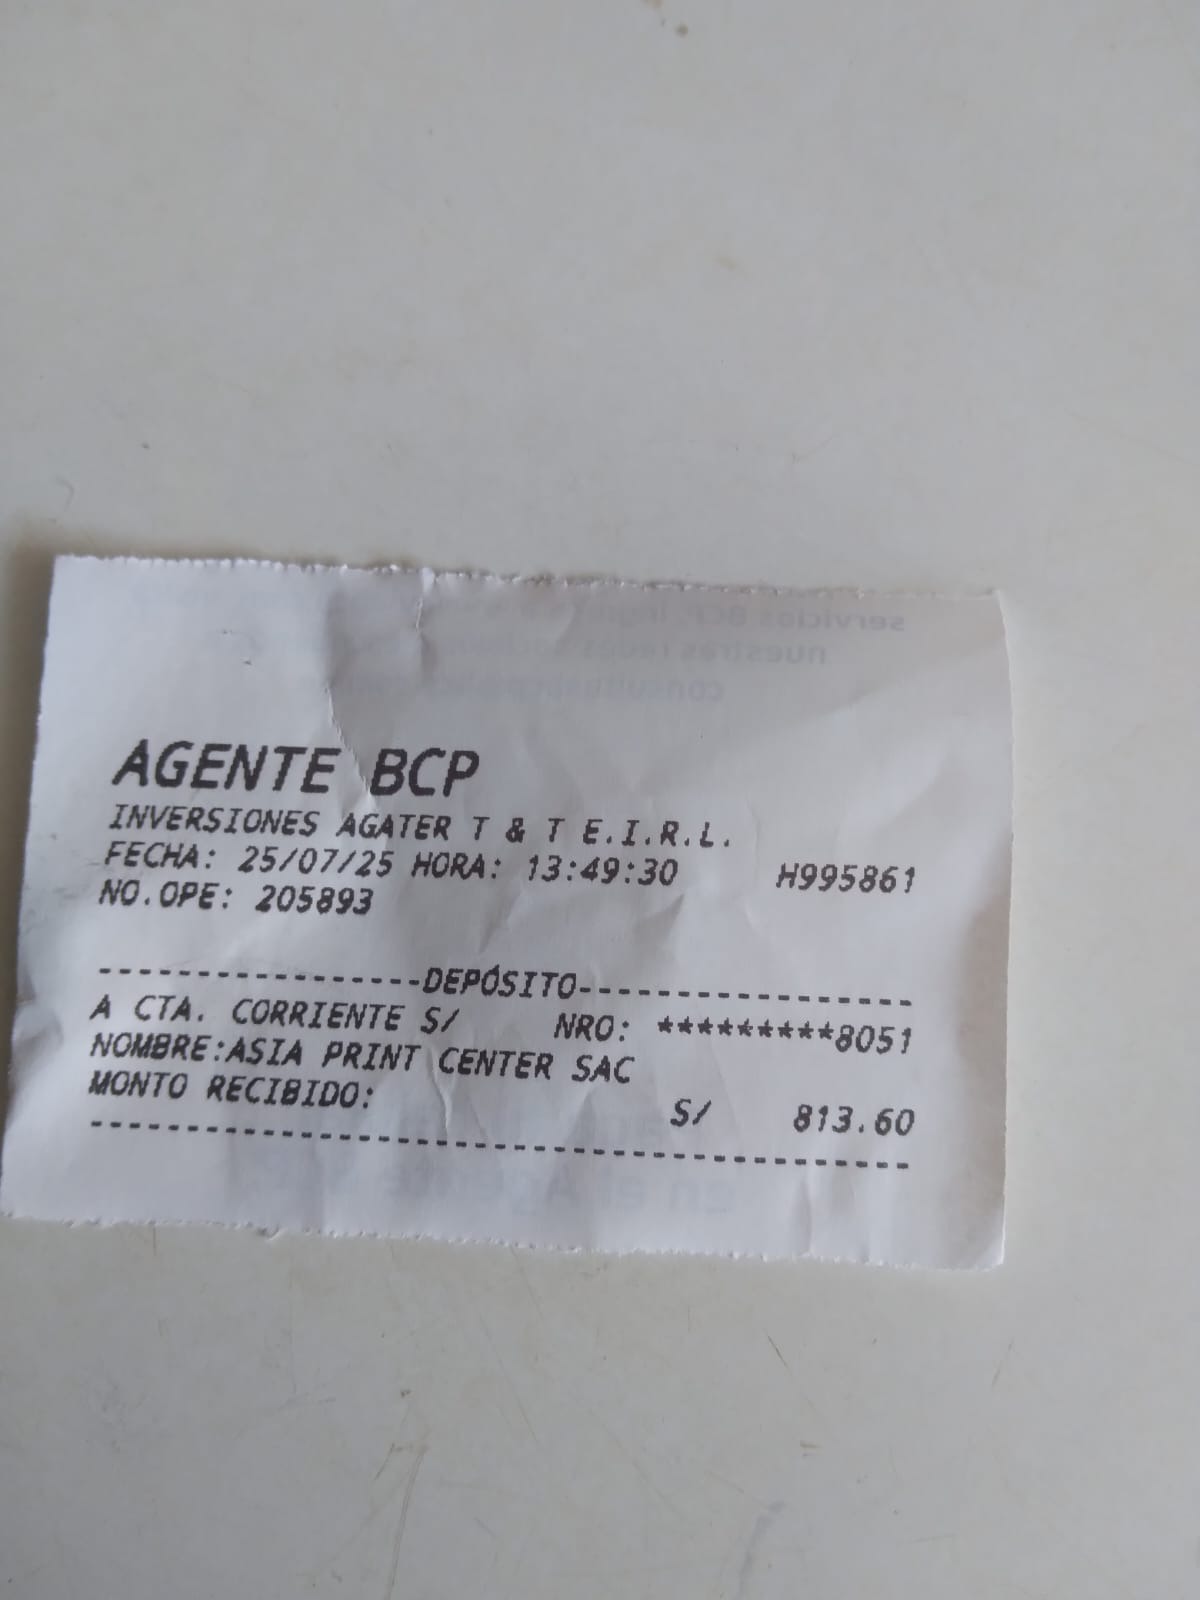 AGENTE BCP
INVERSIONES AGATER T & T E.I.R.L.
FECHA: 25/07/25 HORA: 13:49:30 H995861
NO.OPE: 205893
-----------------DEPÓSITO------------------
A CTA. CORRIENTE S/ NRO: *********8051
NOMBRE:ASIA PRINT CENTER SAC
MONTO RECIBIDO:
S/ 813.60
-------------------------------------------